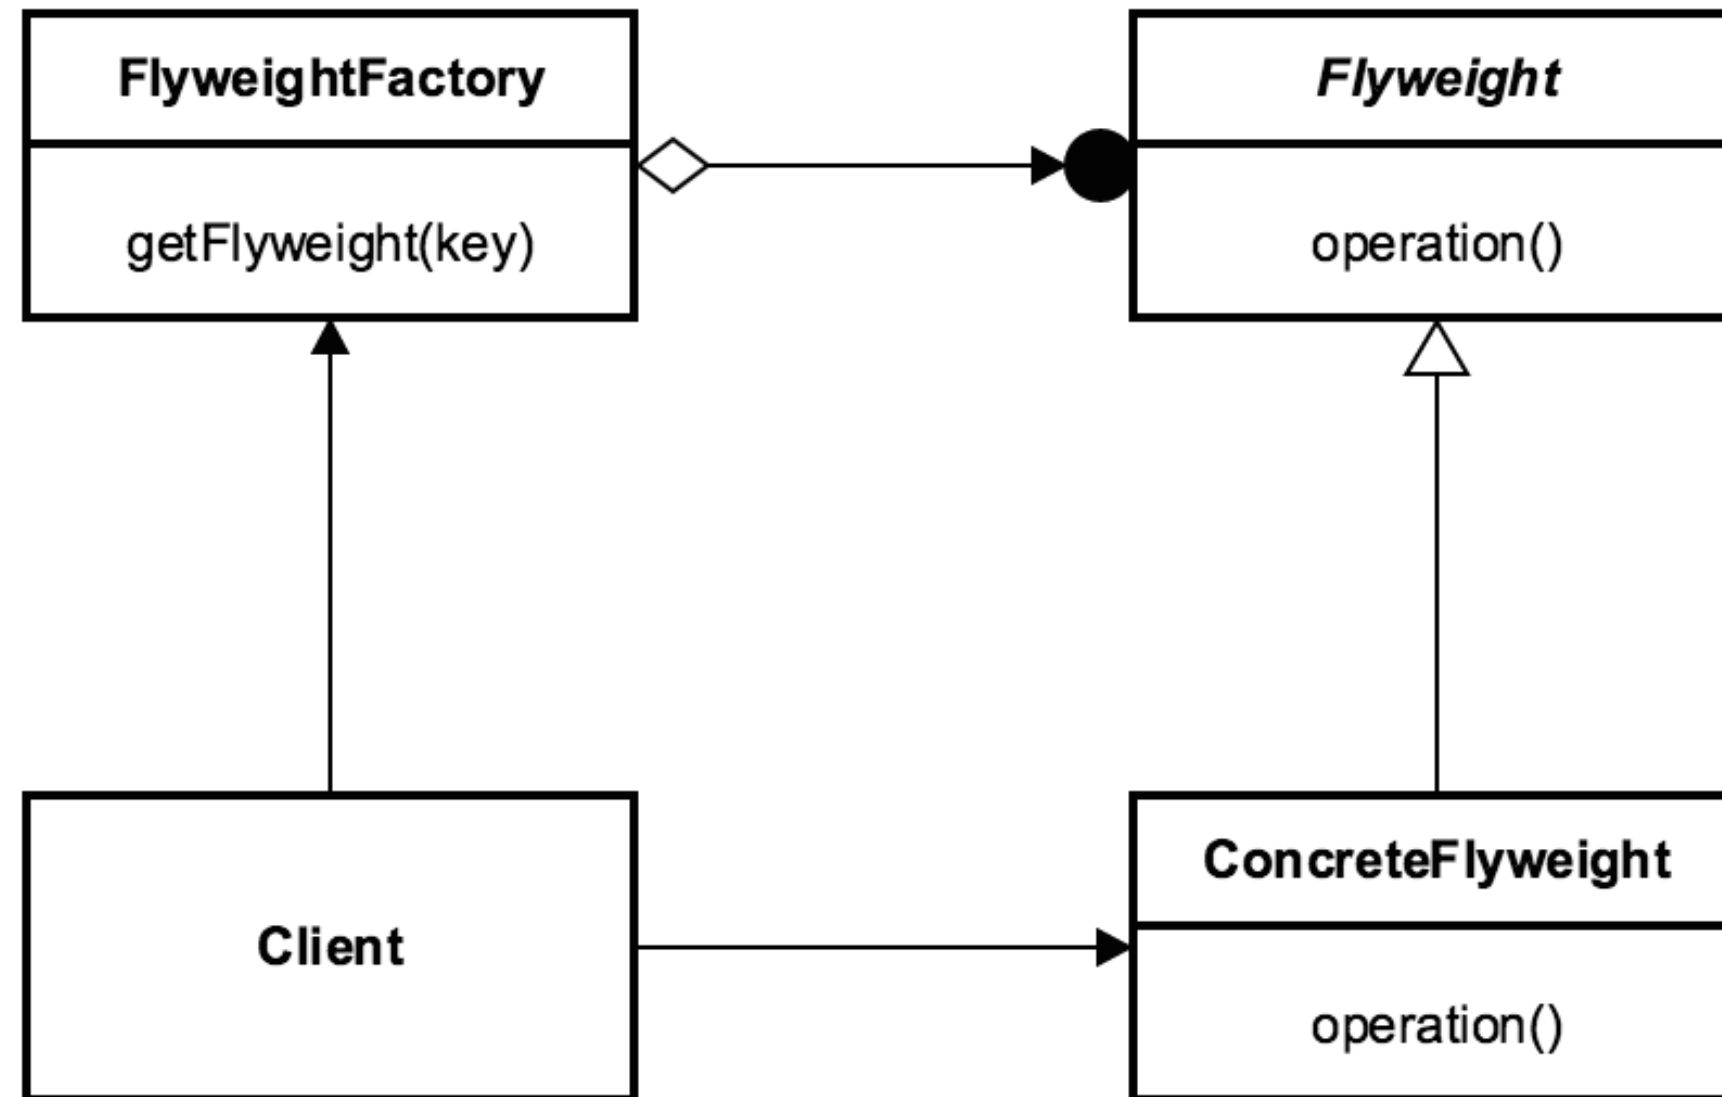 FlyweightFactory
getFlyweight(key)
Flyweight
operation()
Client
ConcreteFlyweight
operation()